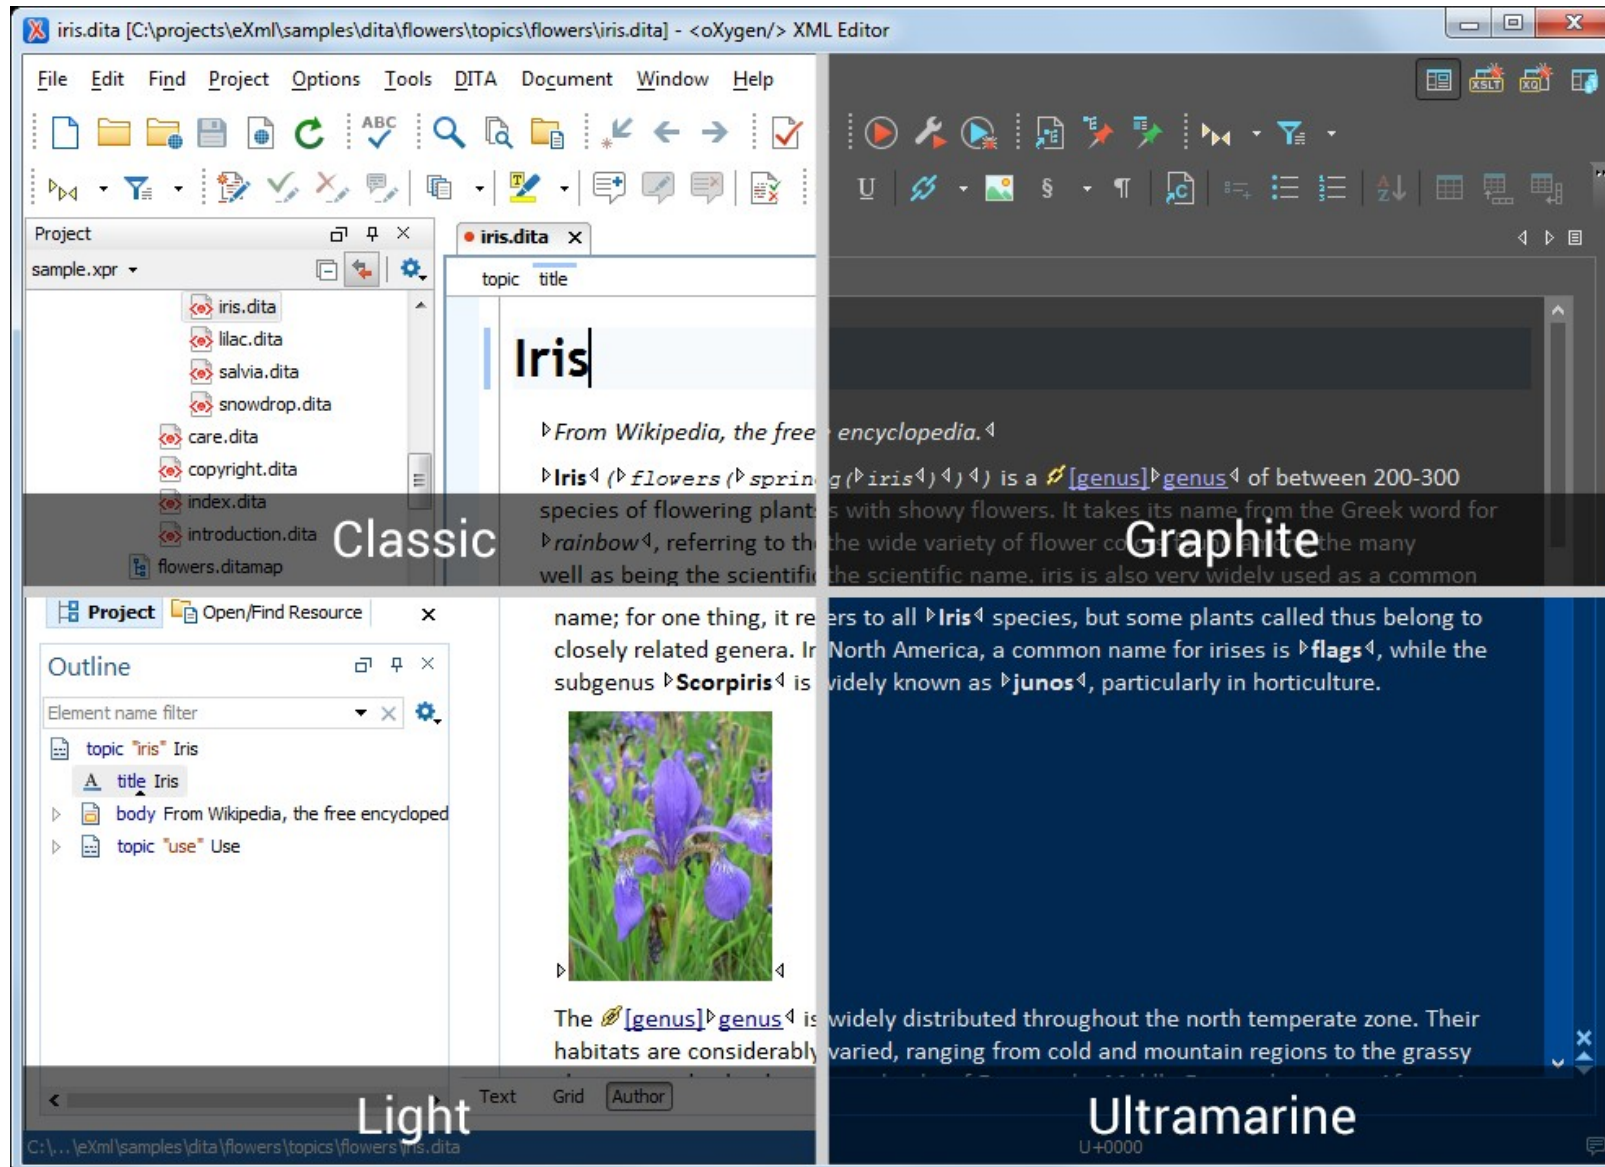 iris.dita [C:\projects\eXml\samples\dita\flowers\topics\flowers\iris.dita] - <oXygen/> XML Editor
File Edit Find Project Options Tools DITA Document Window Help
XSLT XQ
ABC
T U § ¶ C
Project
iris.dita
sample.xpr
topic title
iris.dita
lilac.dita
salvia.dita
snowdrop.dita
care.dita
copyright.dita
index.dita
introduction.dita
flowers.ditamap
Iris
From Wikipedia, the free encyclopedia.
Iris (flowers (spring (iris))) is a [genus] genus of between 200-300
species of flowering plants with showy flowers. It takes its name from the Greek word for
rainbow, referring to the the wide variety of flower the many
well as being the scientific the scientific name. iris is also very widely used as a common
Classic
Graphite
Project Open/Find Resource
name; for one thing, it refers to all Iris species, but some plants called thus belong to
closely related genera. In North America, a common name for irises is flags, while the
subgenus Scorpiris is widely known as junos, particularly in horticulture.
Outline
Element name filter
topic "iris" Iris
A title Iris
body From Wikipedia, the free encycloped
topic "use" Use
The [genus] genus is widely distributed throughout the north temperate zone. Their
habitats are considerably varied, ranging from cold and mountain regions to the grassy
Text Grid Author
Light
Ultramarine
C:\...\eXml\samples\dita\flowers\topics\flowers\iris.dita
U+0000